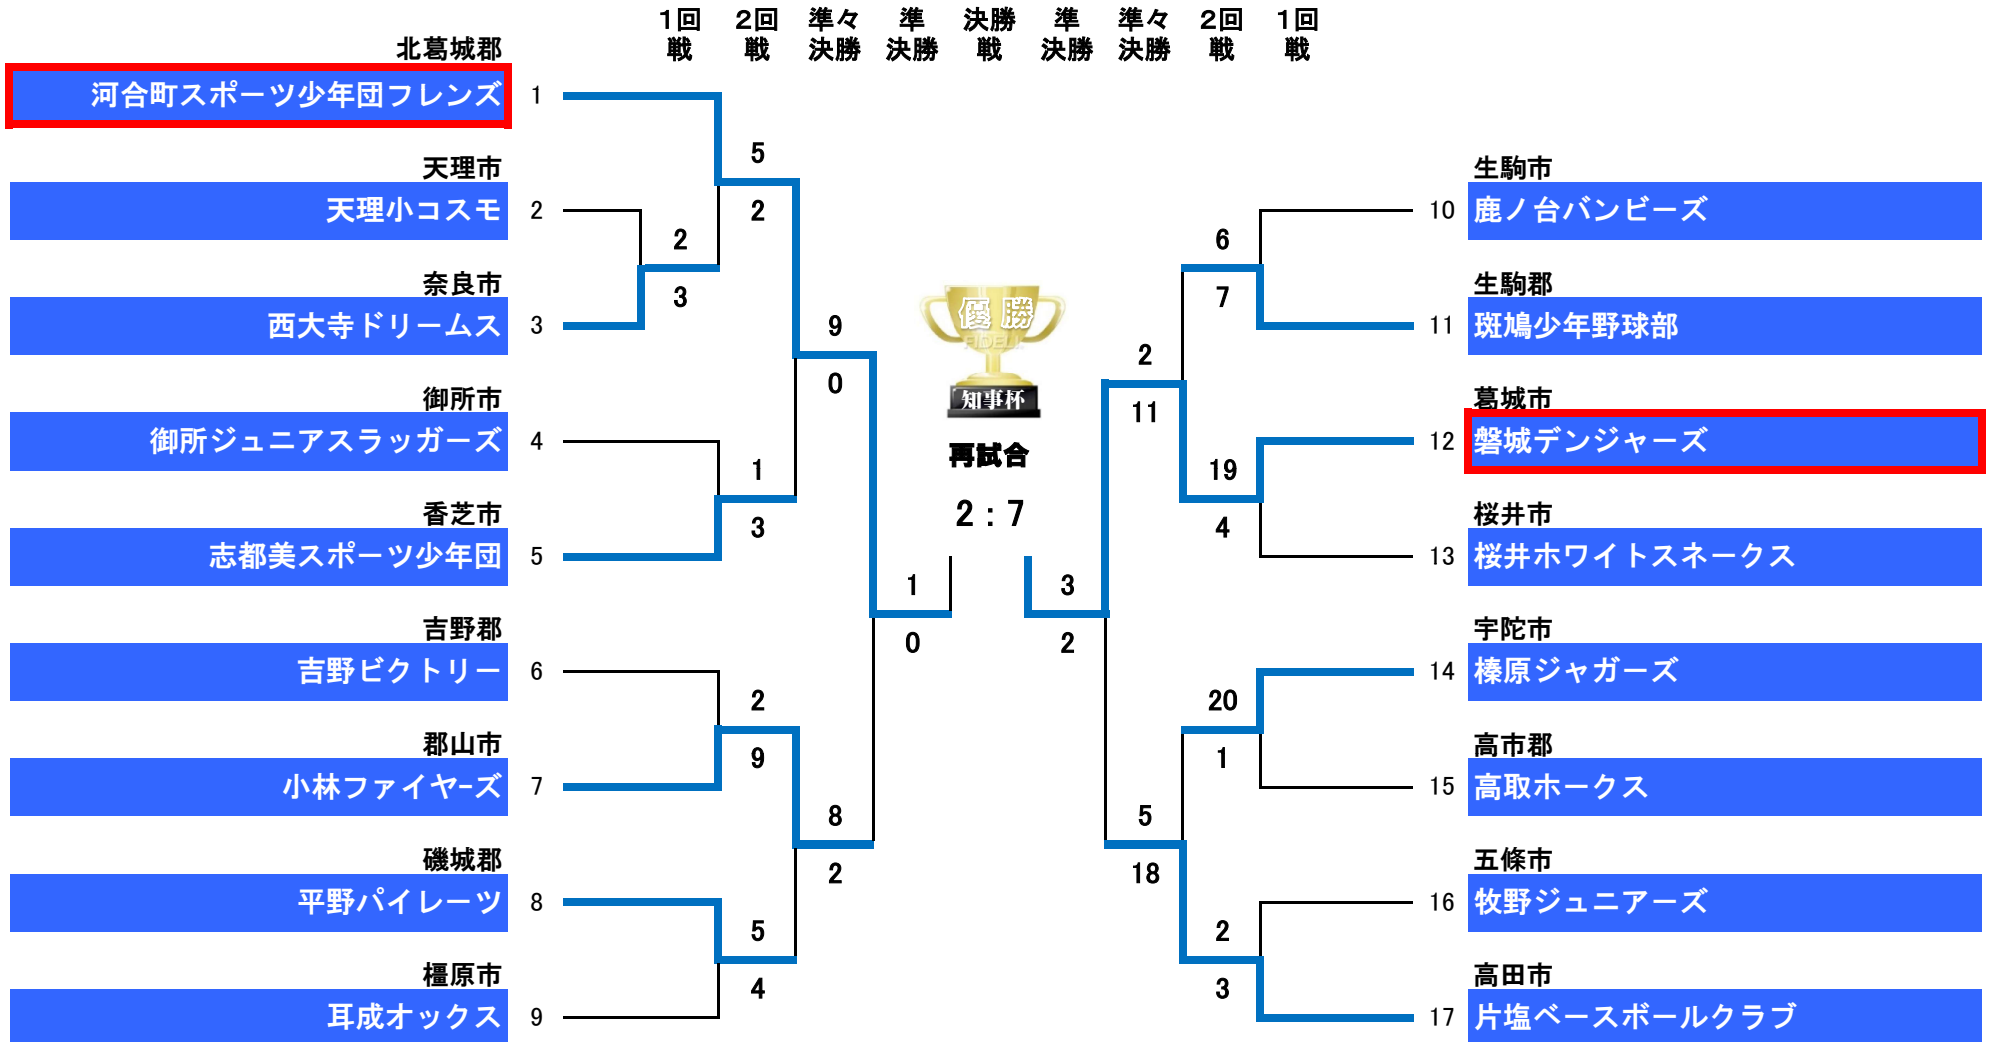 1回戦
2回戦
準々決勝
準決勝
決勝戦
準決勝
準々決勝
2回戦
1回戦
北葛城郡
河合町スポーツ少年団フレンズ 1
天理市
天理小コスモ 2
奈良市
西大寺ドリームス 3
御所市
御所ジュニアスラッガーズ 4
香芝市
志都美スポーツ少年団 5
吉野郡
吉野ビクトリー 6
郡山市
小林ファイヤーズ 7
磯城郡
平野パイレーツ 8
橿原市
耳成オックス 9
2
3
5
2
1
3
2
9
5
4
9
0
8
2
1
0
優勝
FIDELI
知事杯
再試合
2：7
3
2
2
11
5
18
6
7
19
4
20
1
2
3
生駒市
10 鹿ノ台バンビーズ
生駒郡
11 斑鳩少年野球部
葛城市
12 磐城デンジャーズ
桜井市
13 桜井ホワイトスネークス
宇陀市
14 榛原ジャガーズ
高市郡
15 高取ホークス
五條市
16 牧野ジュニアーズ
高田市
17 片塩ベースボールクラブ